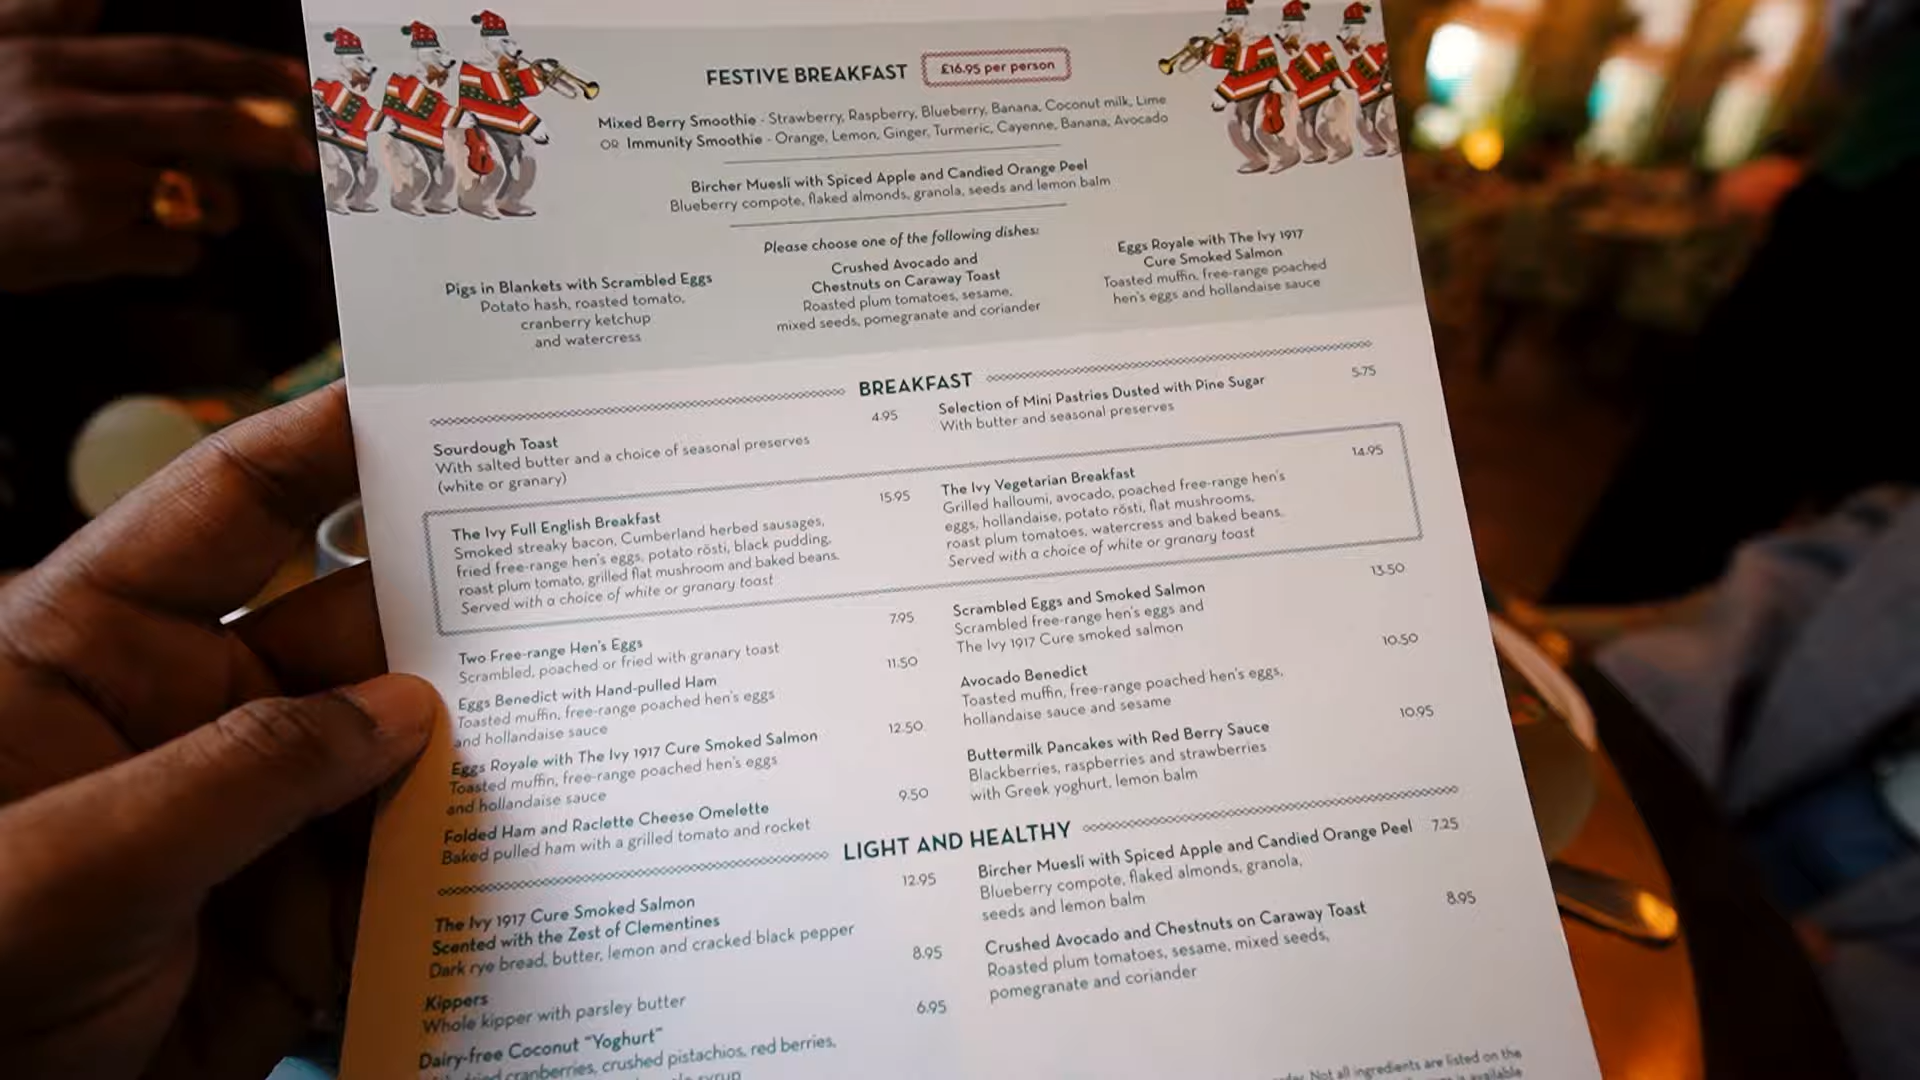 FESTIVE BREAKFAST £16.95 per person
Mixed Berry Smoothie - Strawberry, Raspberry, Blueberry, Banana, Coconut milk, Lime
OR Immunity Smoothie - Orange, Lemon, Ginger, Turmeric, Cayenne, Banana, Avocado
Bircher Muesli with Spiced Apple and Candied Orange Peel
Blueberry compote, flaked almonds, granola, seeds and lemon balm
Please choose one of the following dishes:
Pigs in Blankets with Scrambled Eggs
Potato hash, roasted tomato,
cranberry ketchup
and watercress
Crushed Avocado and
Chestnuts on Caraway Toast
Roasted plum tomatoes, sesame,
mixed seeds, pomegranate and coriander
Eggs Royale with The Ivy 1917
Cure Smoked Salmon
Toasted muffin, free-range poached
hen's eggs and hollandaise sauce
BREAKFAST
Sourdough Toast 4.95
With salted butter and a choice of seasonal preserves
(white or granary)
Selection of Mini Pastries Dusted with Pine Sugar 5.75
With butter and seasonal preserves
The Ivy Full English Breakfast 15.95
Smoked streaky bacon, Cumberland herbed sausages,
fried free-range hen's eggs, potato rösti, black pudding,
roast plum tomato, grilled flat mushroom and baked beans.
Served with a choice of white or granary toast
The Ivy Vegetarian Breakfast 14.95
Grilled halloumi, avocado, poached free-range hen's
eggs, hollandaise, potato rösti, flat mushrooms,
roast plum tomatoes, watercress and baked beans.
Served with a choice of white or granary toast
Two Free-range Hen's Eggs 7.95
Scrambled, poached or fried with granary toast
Eggs Benedict with Hand-pulled Ham 11.50
Toasted muffin, free-range poached hen's eggs
and hollandaise sauce
Eggs Royale with The Ivy 1917 Cure Smoked Salmon 12.50
Toasted muffin, free-range poached hen's eggs
and hollandaise sauce
Folded Ham and Raclette Cheese Omelette 9.50
Baked pulled ham with a grilled tomato and rocket
Scrambled Eggs and Smoked Salmon 13.50
Scrambled free-range hen's eggs and
The Ivy 1917 Cure smoked salmon
Avocado Benedict 10.50
Toasted muffin, free-range poached hen's eggs,
hollandaise sauce and sesame
Buttermilk Pancakes with Red Berry Sauce 10.95
Blackberries, raspberries and strawberries
with Greek yoghurt, lemon balm
LIGHT AND HEALTHY
The Ivy 1917 Cure Smoked Salmon 12.95
Scented with the Zest of Clementines
Dark rye bread, butter, lemon and cracked black pepper
Kippers 8.95
Whole kipper with parsley butter
Dairy-free Coconut "Yoghurt" 6.95
cranberries, crushed pistachios, red berries,
syrup
Bircher Muesli with Spiced Apple and Candied Orange Peel 7.25
Blueberry compote, flaked almonds, granola,
seeds and lemon balm
Crushed Avocado and Chestnuts on Caraway Toast 8.95
Roasted plum tomatoes, sesame, mixed seeds,
pomegranate and coriander
Not all ingredients are listed on the
is available